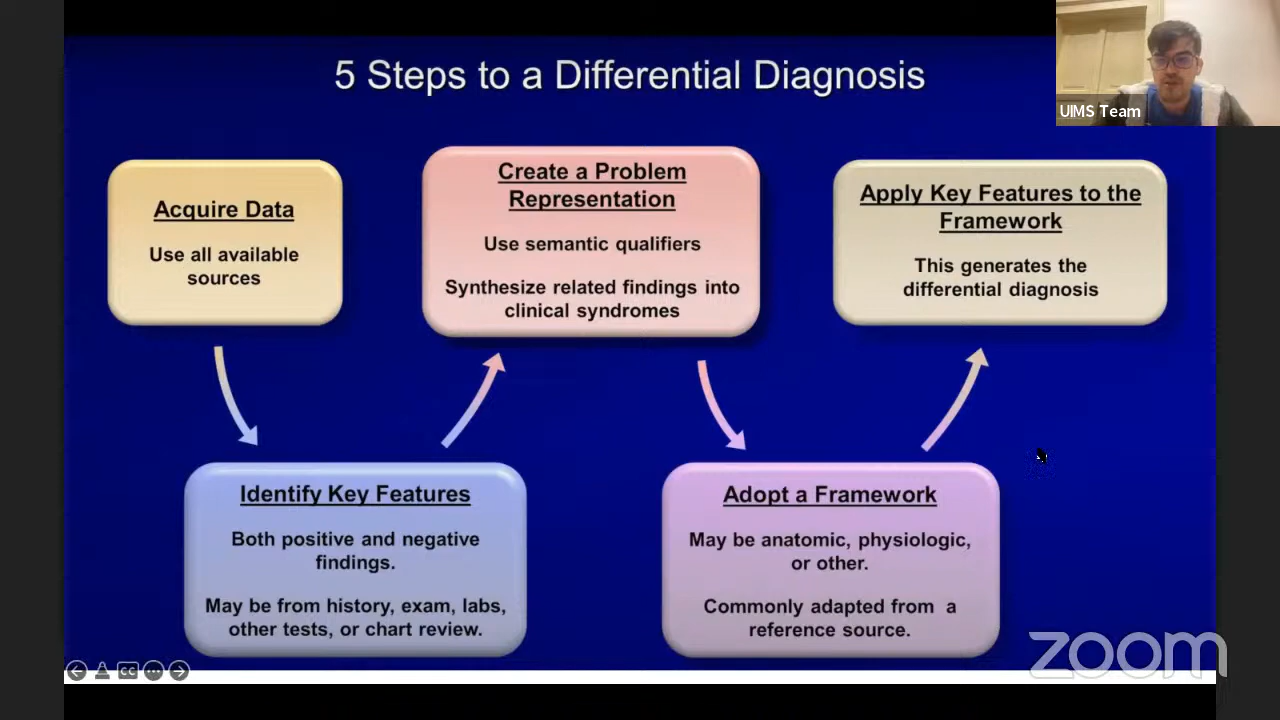 5 Steps to a Differential Diagnosis
UIMS Team
Acquire Data
Use all available
sources
Identify Key Features
Both positive and negative
findings.
May be from history, exam, labs,
other tests, or chart review.
Create a Problem
Representation
Use semantic qualifiers
Synthesize related findings into
clinical syndromes
Adopt a Framework
May be anatomic, physiologic,
or other.
Commonly adapted from a
reference source.
Apply Key Features to the
Framework
This generates the
differential diagnosis
CC
zoom